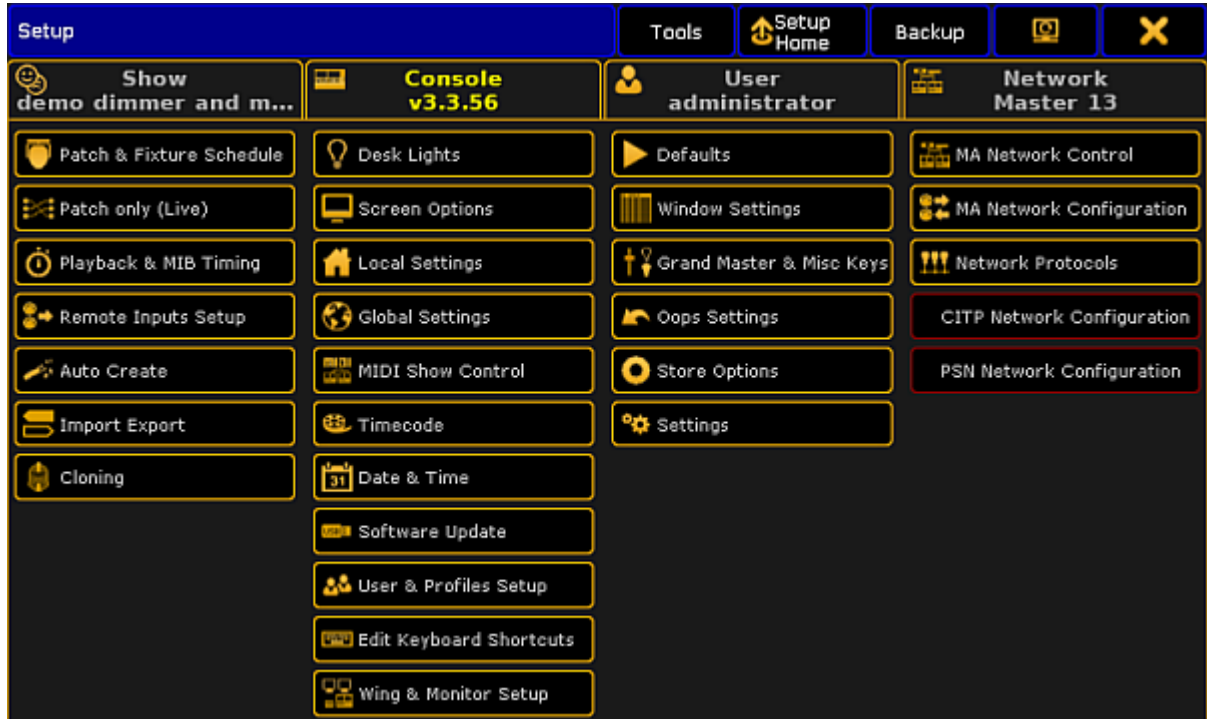 Setup
Tools
Setup
Home
Backup
Show
demo dimmer and m...
Console
v3.3.56
User
administrator
Network
Master 13
Patch & Fixture Schedule
Patch only (Live)
Playback & MIB Timing
Remote Inputs Setup
Auto Create
Import Export
Cloning
Desk Lights
Screen Options
Local Settings
Global Settings
MIDI Show Control
Timecode
31 Date & Time
Software Update
User & Profiles Setup
Edit Keyboard Shortcuts
Wing & Monitor Setup
Defaults
Window Settings
Grand Master & Misc Keys
Oops Settings
Store Options
Settings
MA Network Control
MA Network Configuration
Network Protocols
CITP Network Configuration
PSN Network Configuration